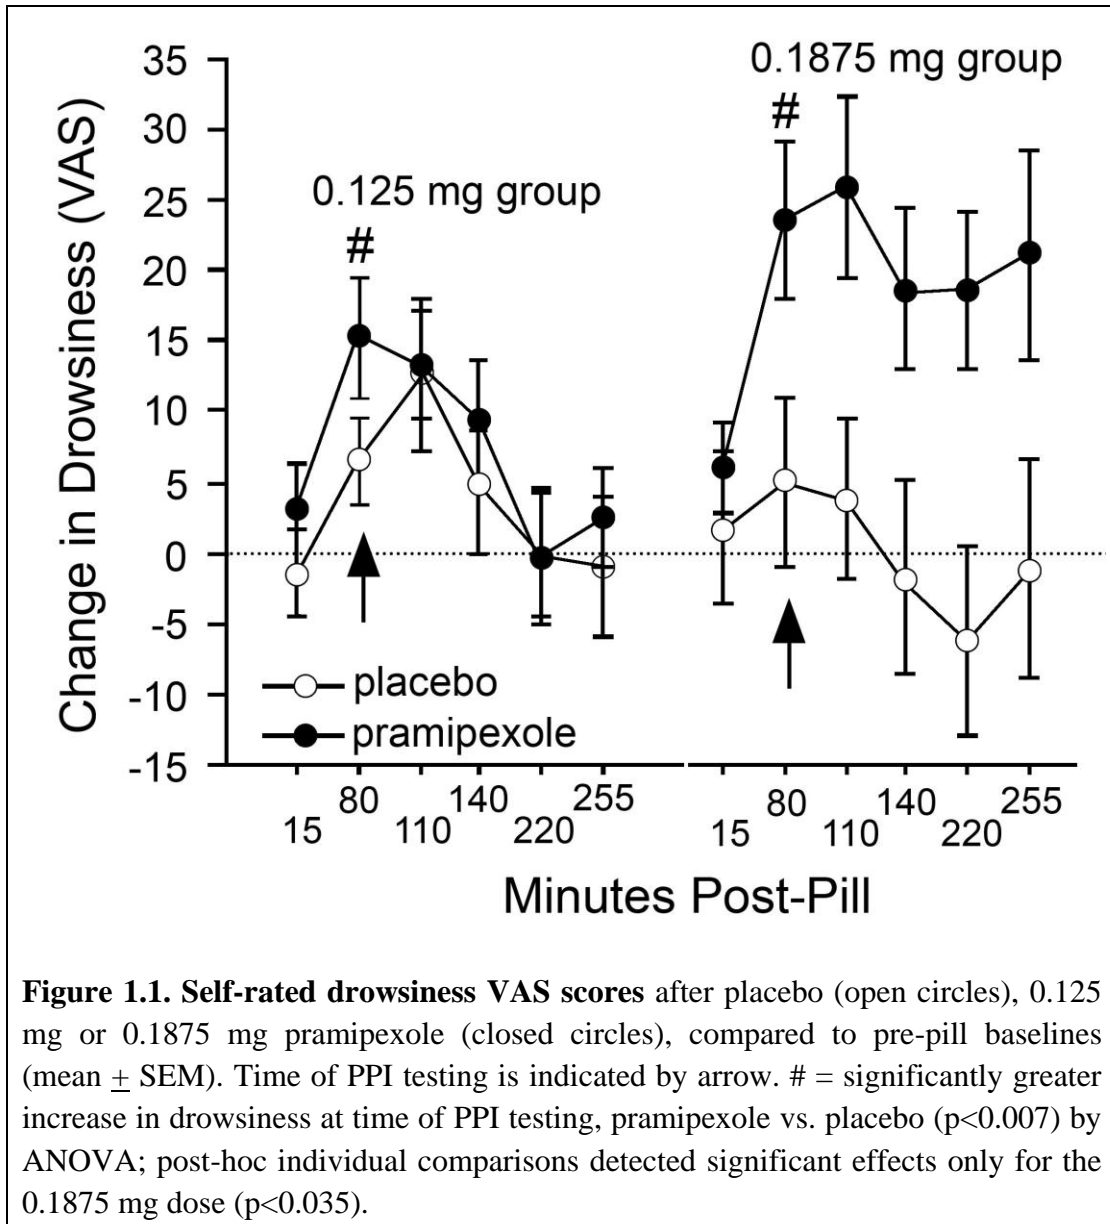 35
30
25
20
15
10
5
0
-5
-10
-15
Change in Drowsiness (VAS)
0.125 mg group
#
0.1875 mg group
#
placebo
pramipexole
15 80 110 140 220 255
15 80 110 140 220 255
Minutes Post-Pill
Figure 1.1. Self-rated drowsiness VAS scores after placebo (open circles), 0.125
mg or 0.1875 mg pramipexole (closed circles), compared to pre-pill baselines
(mean + SEM). Time of PPI testing is indicated by arrow. # = significantly greater
increase in drowsiness at time of PPI testing, pramipexole vs. placebo (p<0.007) by
ANOVA; post-hoc individual comparisons detected significant effects only for the
0.1875 mg dose (p<0.035).